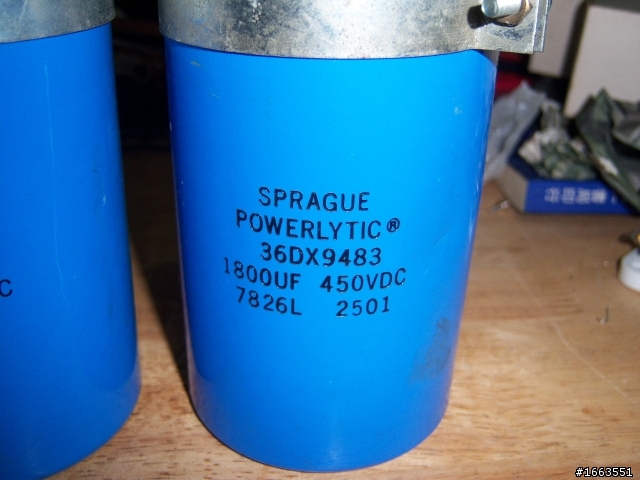 SPRAGUE
POWERLYTIC®
36DX9483
1800UF 450VDC
7826L 2501
C
#1663551